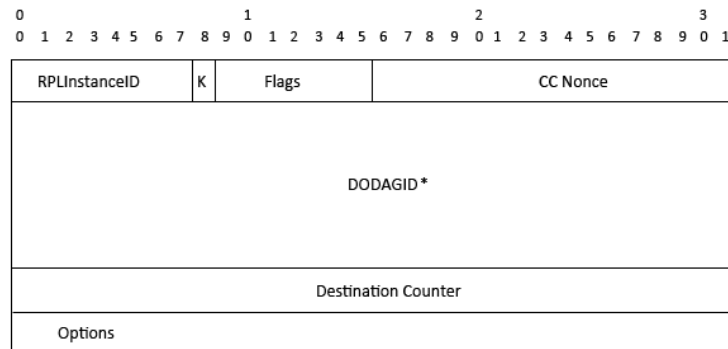 0 1 2 3
0 1 2 3 4 5 6 7 8 9 0 1 2 3 4 5 6 7 8 9 0 1 2 3 4 5 6 7 8 9 0 1
RPLInstanceID K Flags CC Nonce
DODAGID*
Destination Counter
Options